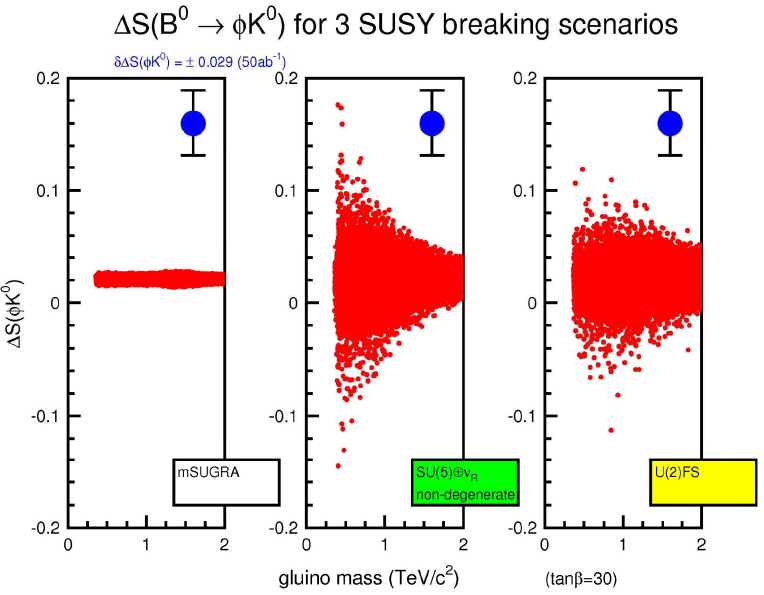 ΔS(B⁰ → φK⁰) for 3 SUSY breaking scenarios
δΔS(φK⁰) = ± 0.029 (50ab⁻¹)
0.2 0.2 0.2
0.1 0.1 0.1
0 0 0
-0.1 -0.1 -0.1
-0.2 -0.2 -0.2
ΔS(φK⁰)
mSUGRA
SU(5)⊕ν_R
non-degenerate
U(2)FS
0 1 2 0 1 2 0 1 2
gluino mass (TeV/c²)
(tanβ=30)